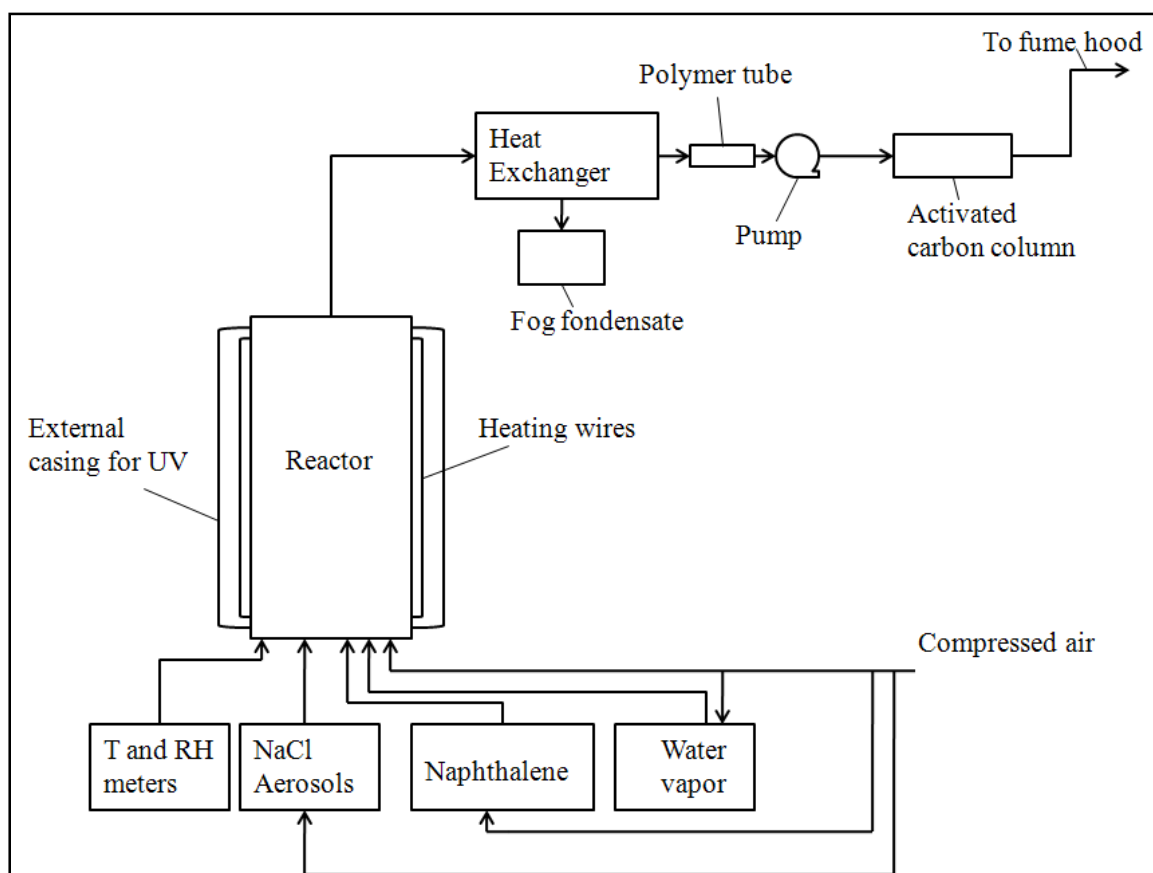 To fume hood
Polymer tube
Heat
Exchanger
Pump
Activated
carbon column
Fog fondensate
External
casing for UV
Reactor
Heating wires
Compressed air
T and RH
meters
NaCl
Aerosols
Naphthalene
Water
vapor